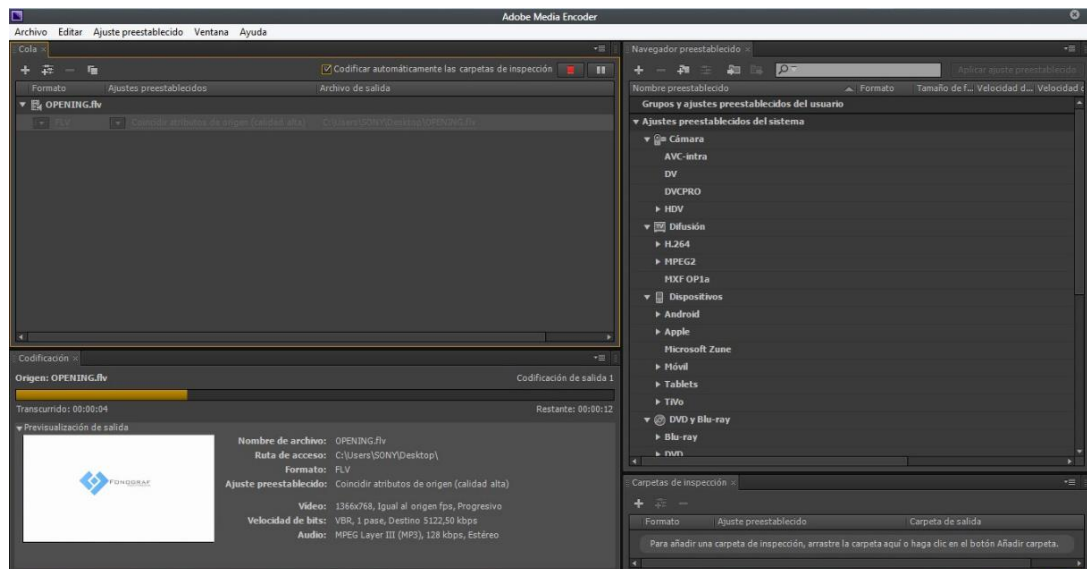 Adobe Media Encoder
Archivo Editar Ajuste preestablecido Ventana Ayuda
Cola
Codificar automáticamente las carpetas de inspección
Formato Ajustes preestablecidos Archivo de salida
OPENING.flv
FLV Coincidir atributos de origen (calidad alta) C:\Users\SONY\Desktop\OPENING.flv
Codificación
Origen: OPENING.flv Codificación de salida 1
Transcurrido: 00:00:04 Restante: 00:00:12
Previsualización de salida
FONOGRAF
Nombre de archivo: OPENING.flv
Ruta de acceso: C:\Users\SONY\Desktop\
Formato: FLV
Ajuste preestablecido: Coincidir atributos de origen (calidad alta)
Vídeo: 1366x768, Igual al origen fps, Progresivo
Velocidad de bits: VBR, 1 pase, Destino 5122,50 kbps
Audio: MPEG Layer III (MP3), 128 kbps, Estéreo
Navegador preestablecido
Aplicar ajuste preestablecido
Nombre preestablecido Formato Tamaño de f... Velocidad d... Velocidad d
Grupos y ajustes preestablecidos del usuario
Ajustes preestablecidos del sistema
Cámara
AVC-intra
DV
DVCPRO
HDV
Difusión
H.264
MPEG2
MXF OP1a
Dispositivos
Android
Apple
Microsoft Zune
Móvil
Tablets
TiVo
DVD y Blu-ray
Blu-ray
DVD
Carpetas de inspección
Formato Ajuste preestablecido Carpeta de salida
Para añadir una carpeta de inspección, arrastre la carpeta aquí o haga clic en el botón Añadir carpeta.